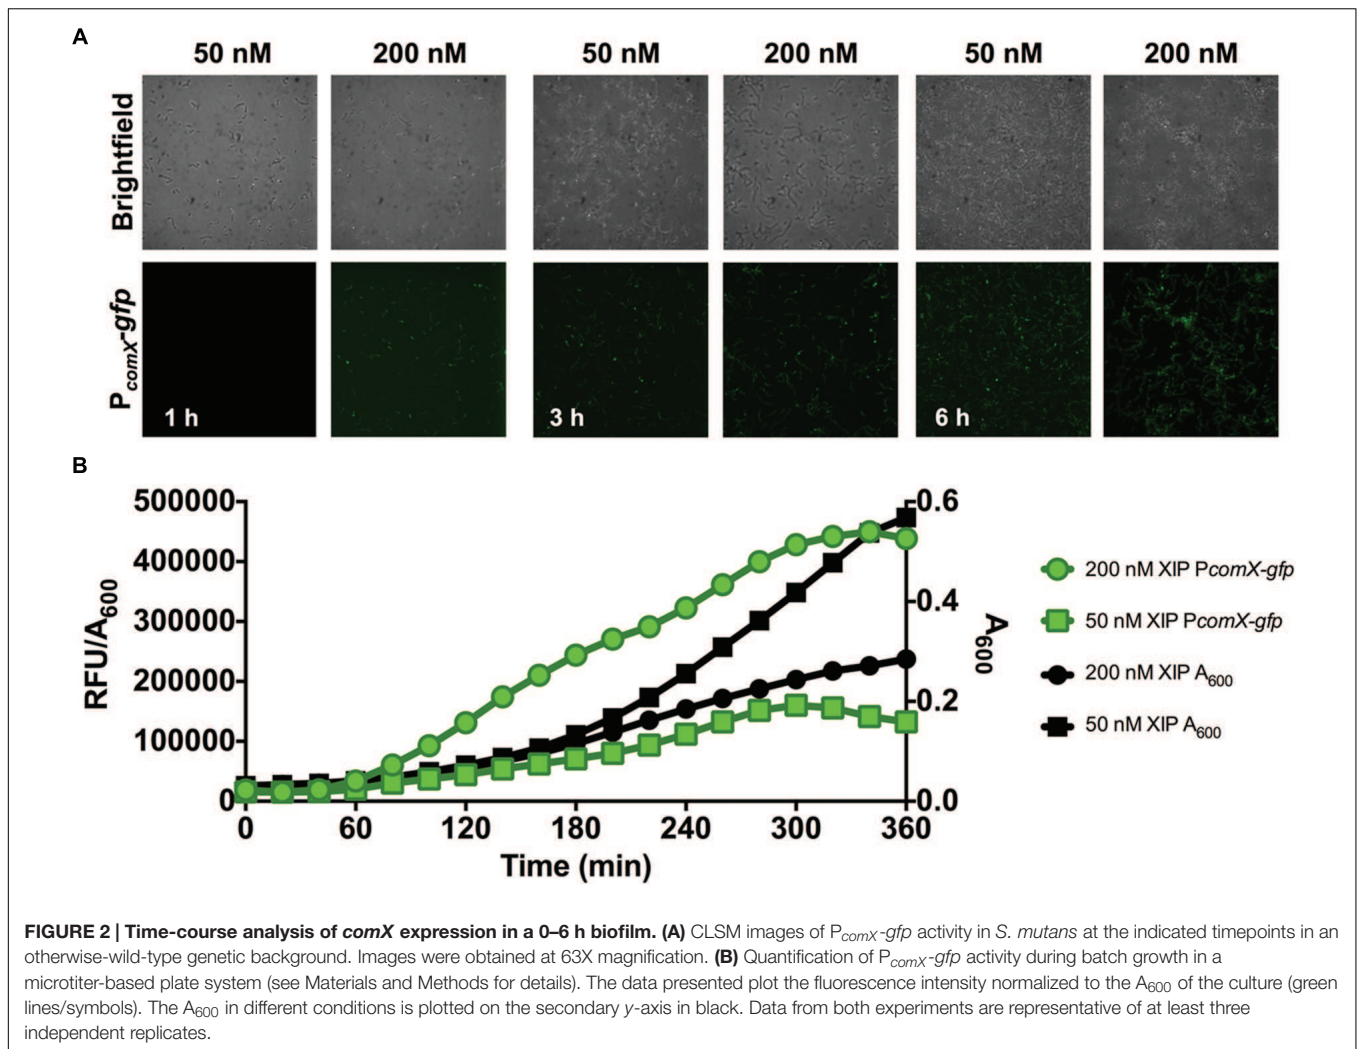 A
50 nM 200 nM 50 nM 200 nM 50 nM 200 nM
Brightfield
PcomX-gfp
1 h 3 h 6 h
B
500000
400000
300000
200000
100000
0
RFU/A600
0.6
0.4
0.2
0.0
A600
0 60 120 180 240 300 360
Time (min)
200 nM XIP PcomX-gfp
50 nM XIP PcomX-gfp
200 nM XIP A600
50 nM XIP A600
FIGURE 2 | Time-course analysis of comX expression in a 0–6 h biofilm. (A) CLSM images of PcomX-gfp activity in S. mutans at the indicated timepoints in an
otherwise-wild-type genetic background. Images were obtained at 63X magnification. (B) Quantification of PcomX-gfp activity during batch growth in a
microtiter-based plate system (see Materials and Methods for details). The data presented plot the fluorescence intensity normalized to the A600 of the culture (green
lines/symbols). The A600 in different conditions is plotted on the secondary y-axis in black. Data from both experiments are representative of at least three
independent replicates.